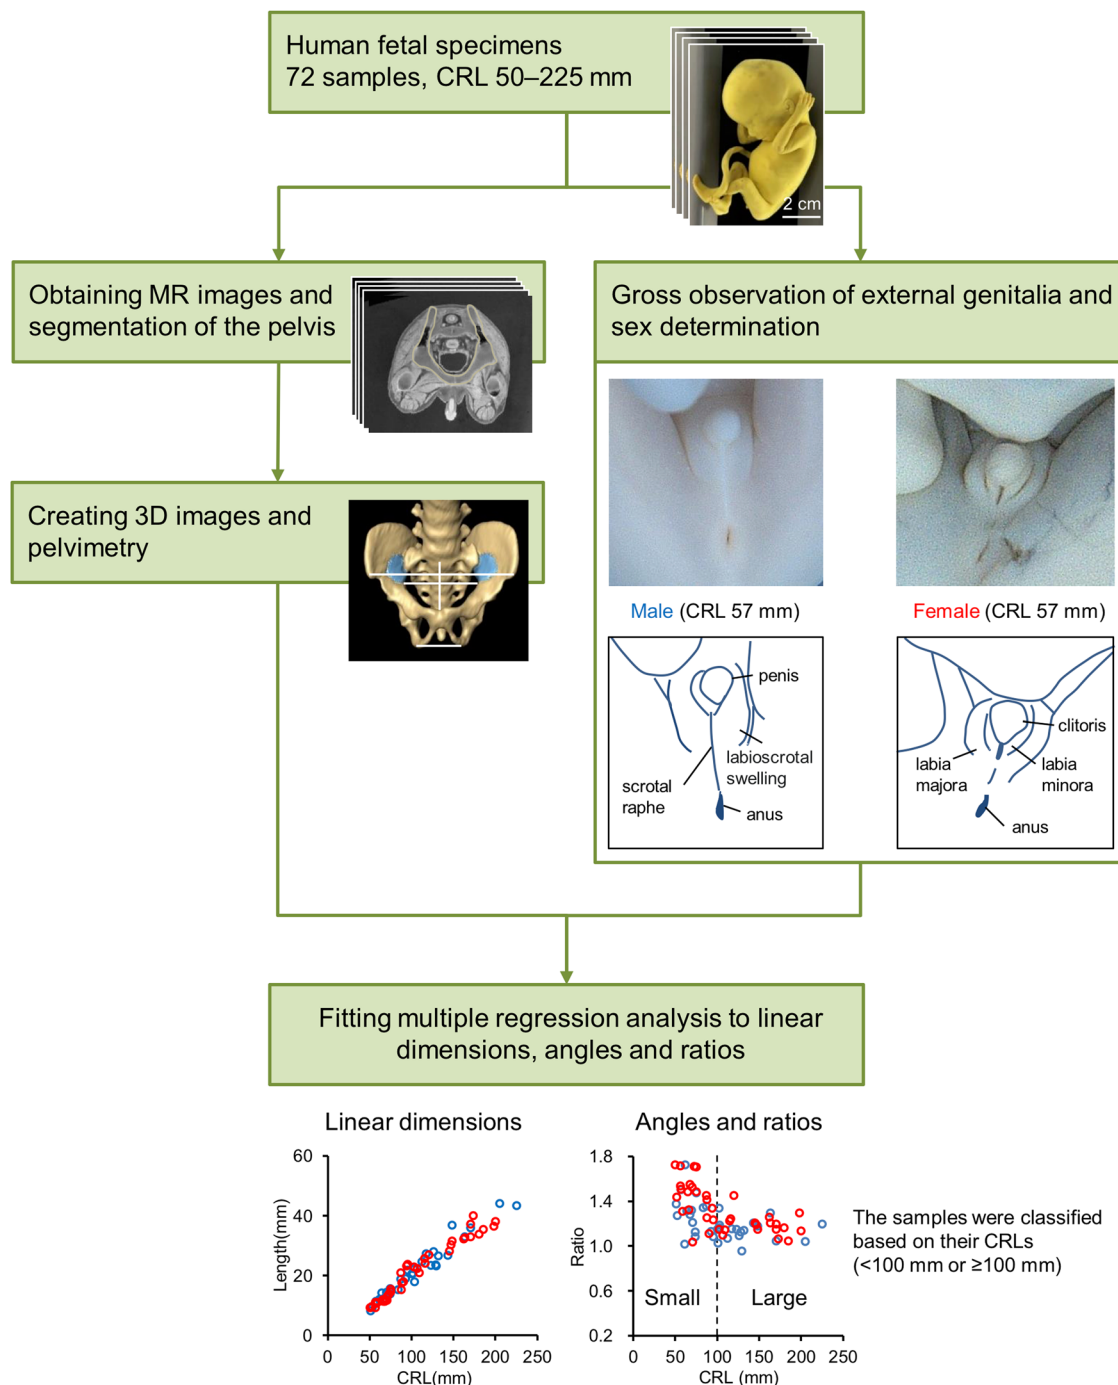 Human fetal specimens
72 samples, CRL 50–225 mm
2 cm
Obtaining MR images and
segmentation of the pelvis
Creating 3D images and
pelvimetry
Gross observation of external genitalia and
sex determination
Male (CRL 57 mm)
Female (CRL 57 mm)
penis
labioscrotal
swelling
scrotal
raphe
anus
clitoris
labia
majora
labia
minora
anus
Fitting multiple regression analysis to linear
dimensions, angles and ratios
Linear dimensions
60
40
20
0
Length(mm)
0 50 100 150 200 250
CRL(mm)
Angles and ratios
1.8
1.4
1.0
0.6
0.2
Ratio
Small
Large
0 50 100 150 200 250
CRL (mm)
The samples were classified
based on their CRLs
(<100 mm or ≥100 mm)